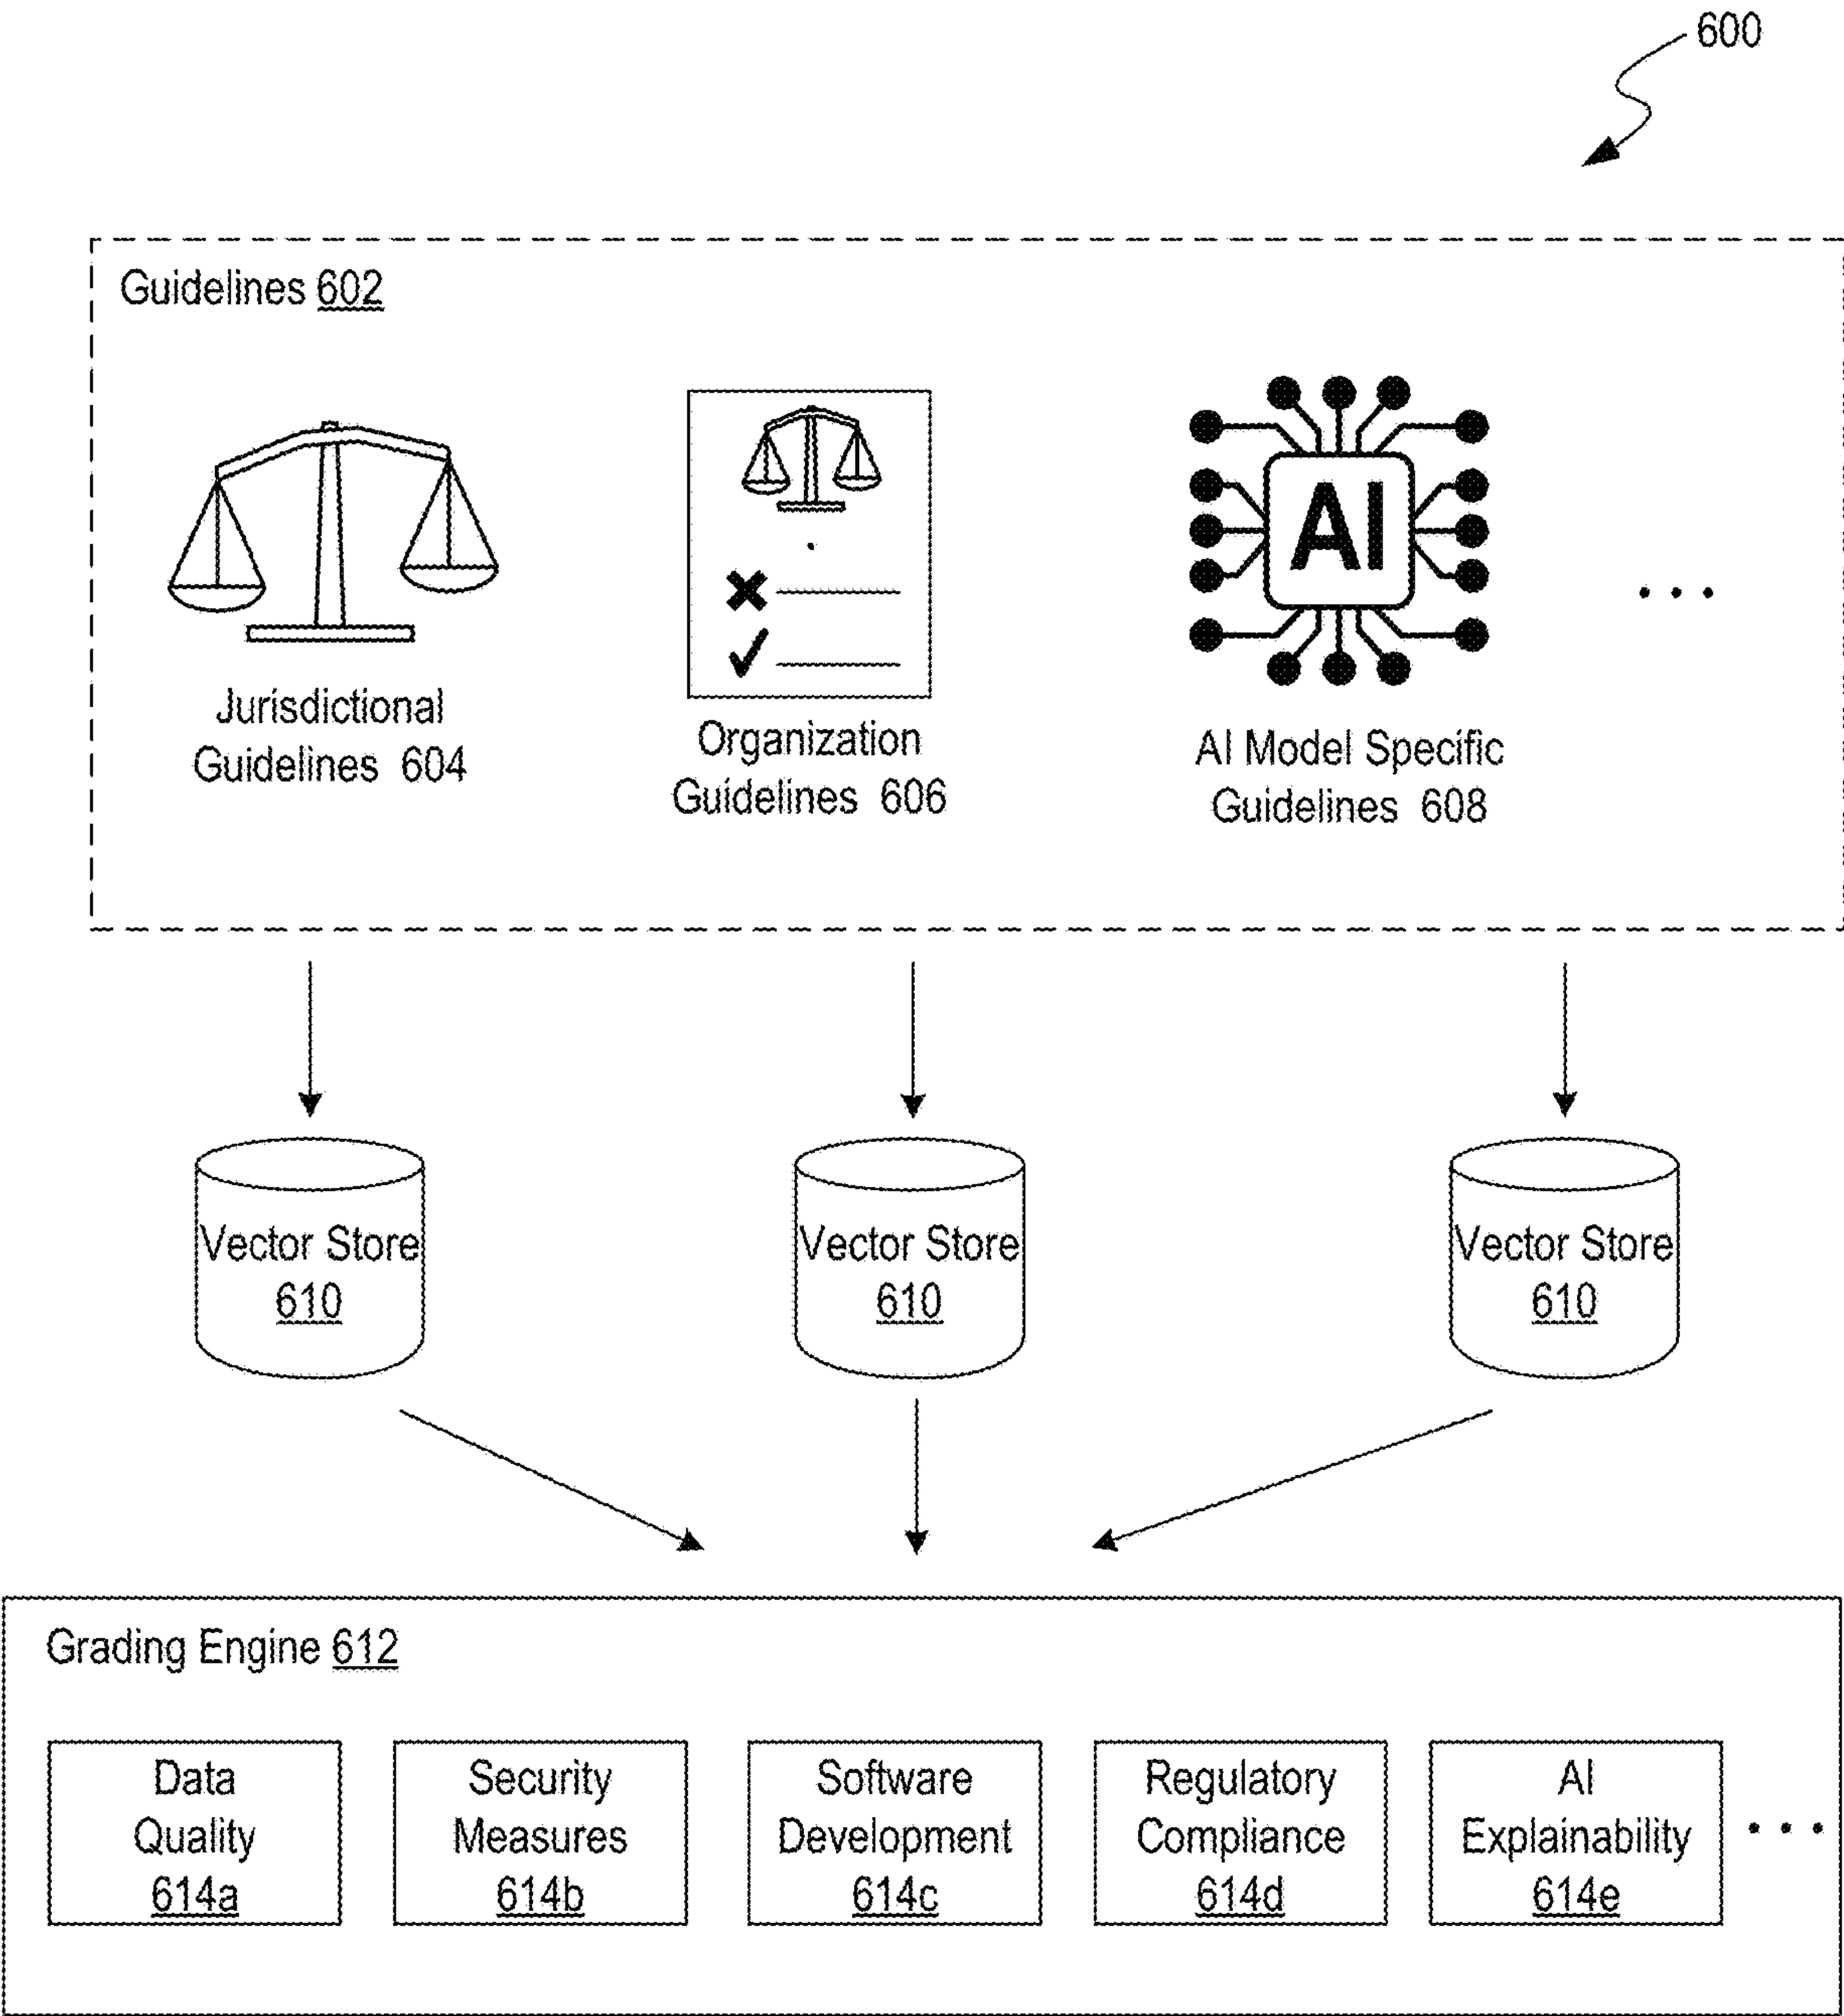 600
Guidelines 602
AI
Jurisdictional
Guidelines 604
Organization
Guidelines 606
AI Model Specific
Guidelines 608
. . .
Vector Store
610
Vector Store
610
Vector Store
610
Grading Engine 612
Data
Quality
614a
Security
Measures
614b
Software
Development
614c
Regulatory
Compliance
614d
AI
Explainability
614e
. . .